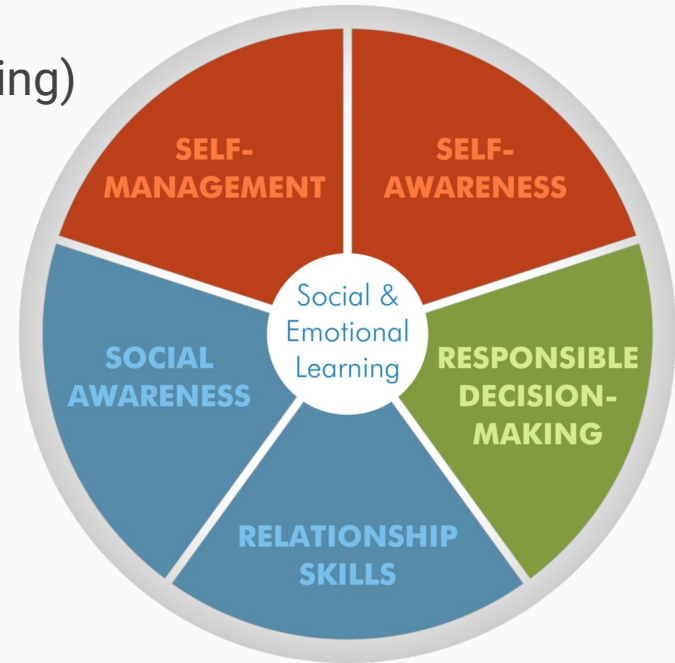 ing)
SELF-
MANAGEMENT
SELF-
AWARENESS
Social &
Emotional
Learning
SOCIAL
AWARENESS
RESPONSIBLE
DECISION-
MAKING
RELATIONSHIP
SKILLS